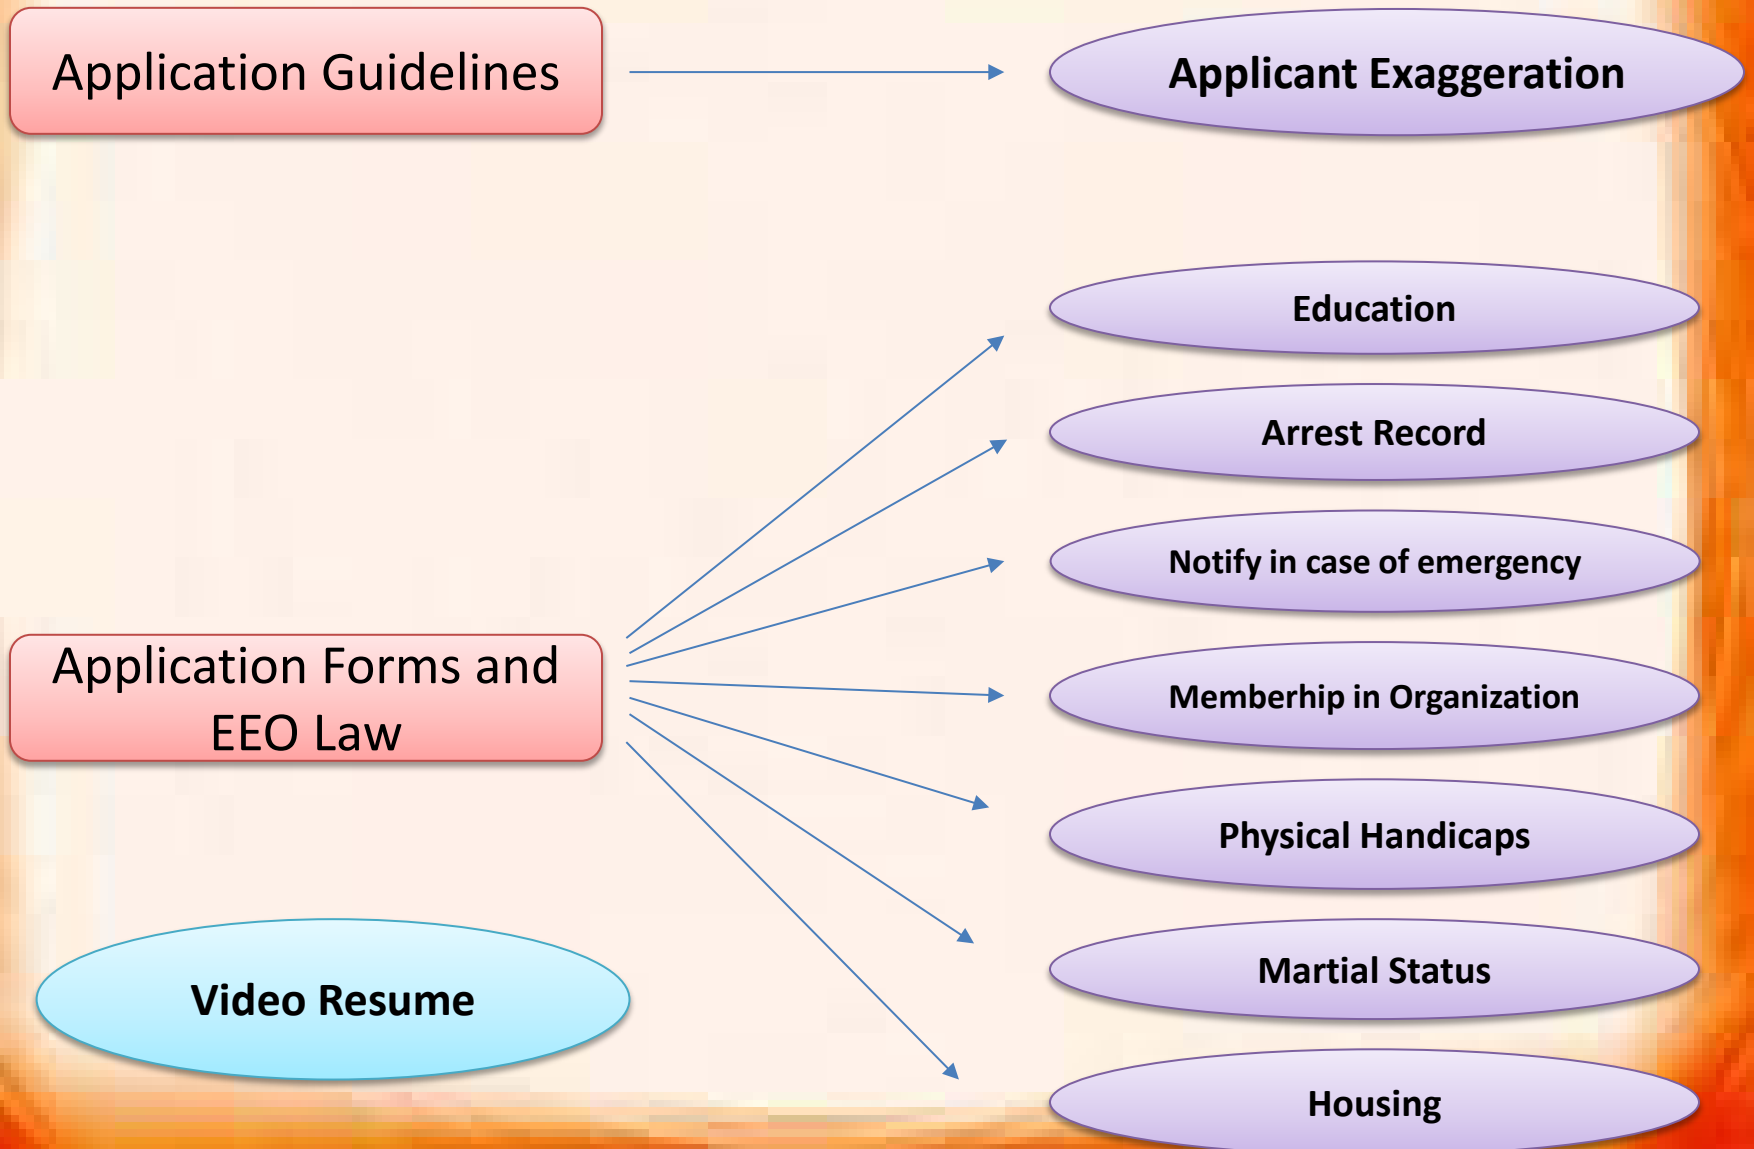 Application Guidelines
Applicant Exaggeration
Education
Arrest Record
Notify in case of emergency
Application Forms and
EEO Law
Memberhip in Organization
Physical Handicaps
Martial Status
Video Resume
Housing